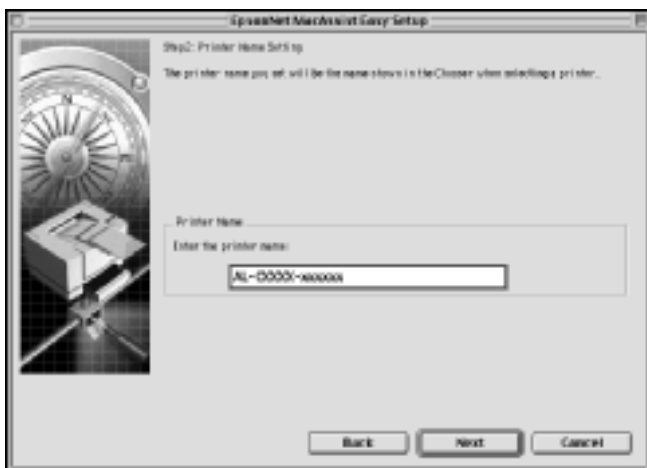 EpsonNet MacAssist Easy Setup
Step2: Printer Name Setting
The printer name you set will be the name shown in the Chooser when selecting a printer.
Printer Name
Enter the printer name:
AL-CXXXX-xxxxxx
Back
Next
Cancel